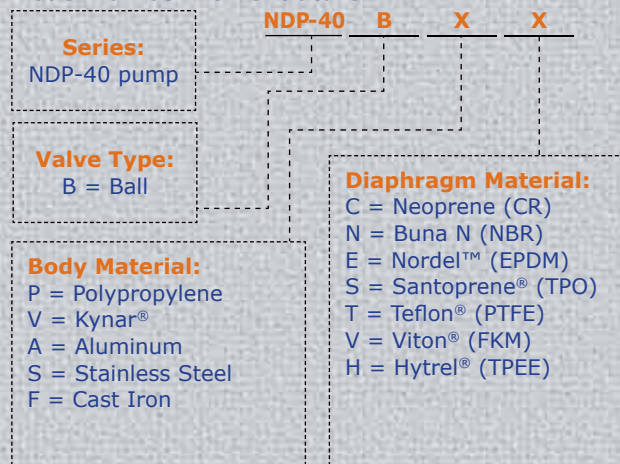 NDP-40 B X X
Series:
NDP-40 pump
Valve Type:
B = Ball
Body Material:
P = Polypropylene
V = Kynar®
A = Aluminum
S = Stainless Steel
F = Cast Iron
Diaphragm Material:
C = Neoprene (CR)
N = Buna N (NBR)
E = Nordel™ (EPDM)
S = Santoprene® (TPO)
T = Teflon® (PTFE)
V = Viton® (FKM)
H = Hytrel® (TPEE)